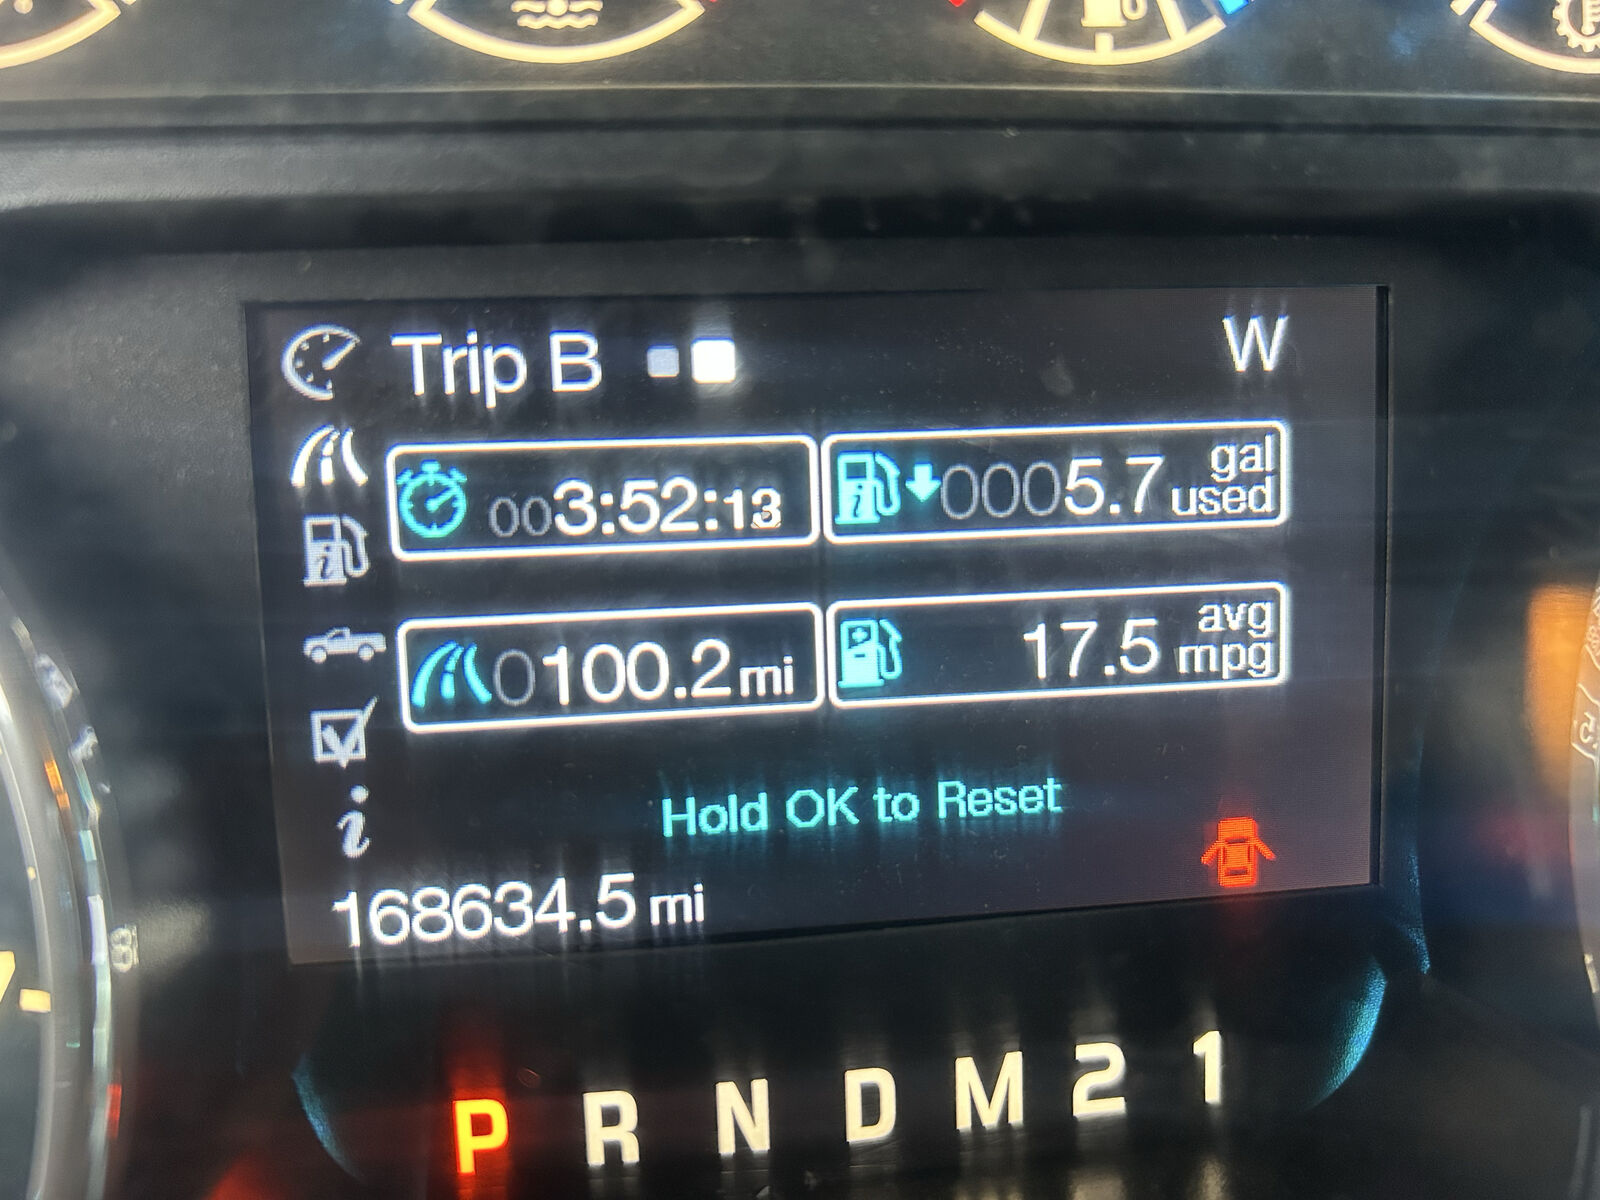 Trip B W
003:52:13
00005.7 gal used
0100.2 mi
17.5 avg mpg
Hold OK to Reset
168634.5 mi
P R N D M 2 1